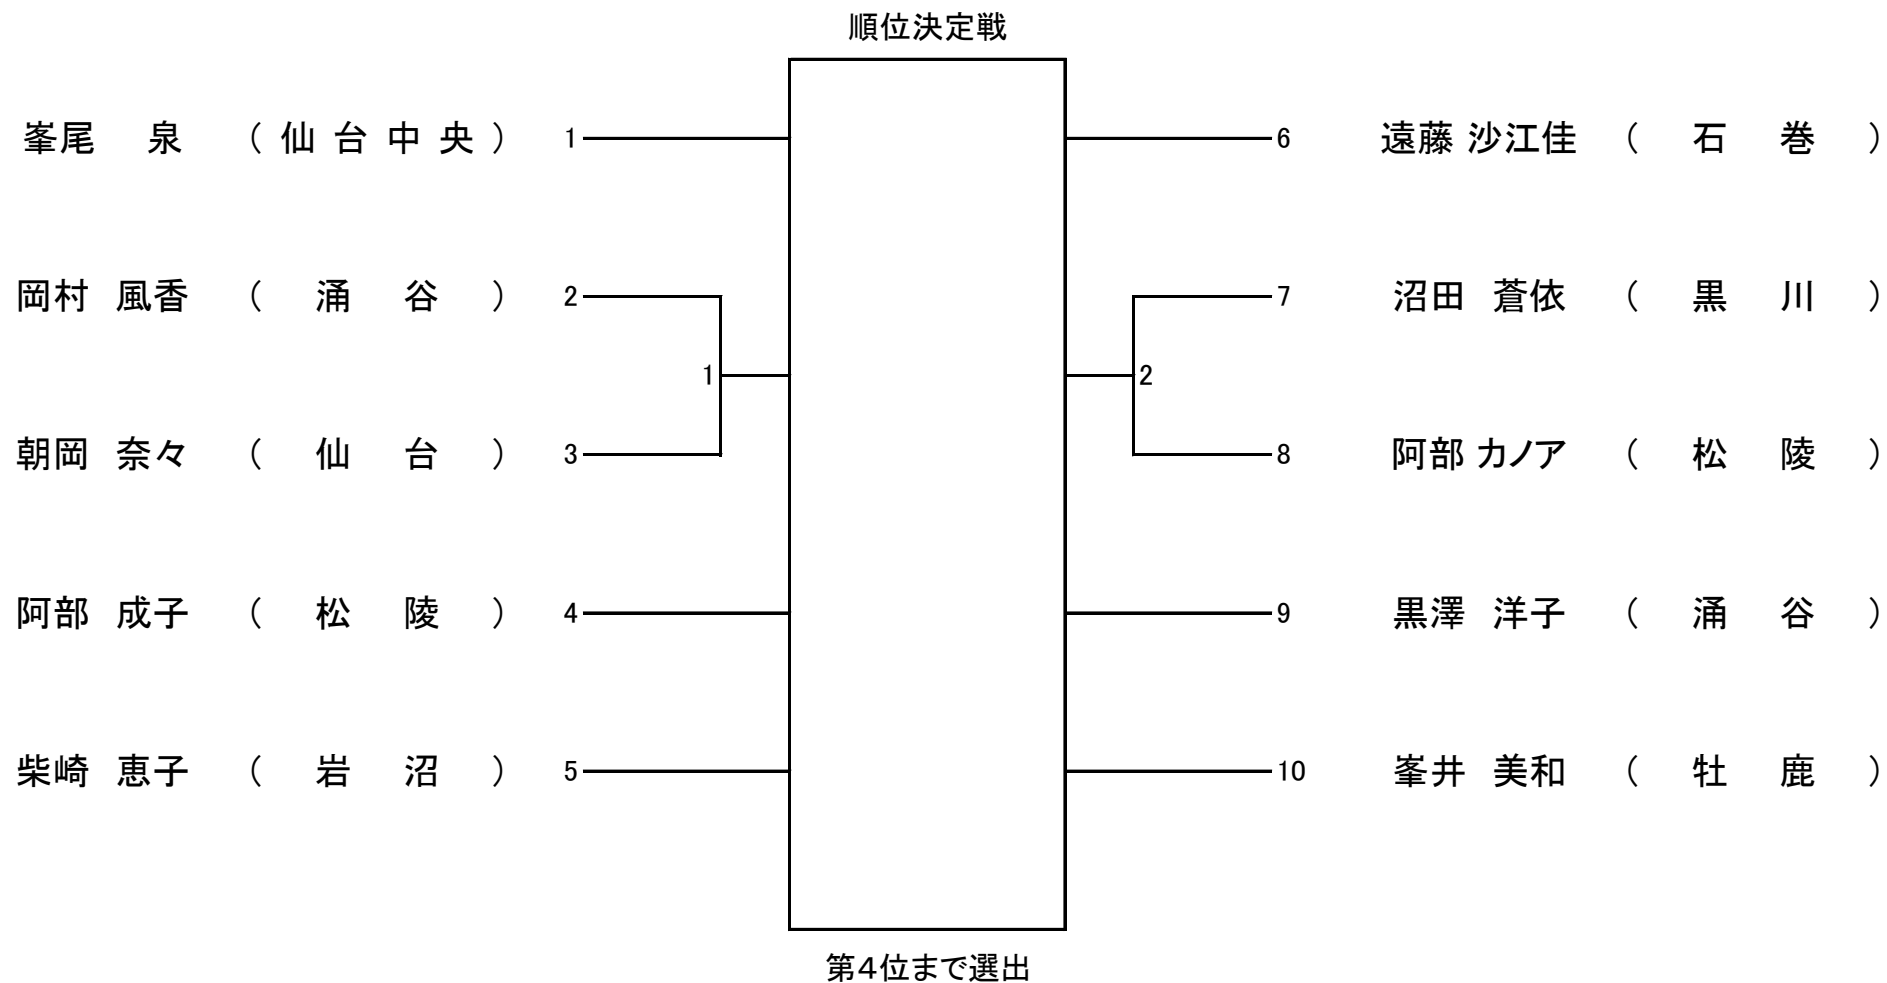 順位決定戦
峯尾　泉　（ 仙 台 中 央 ）　1
岡村　風香　（　涌　谷　）　2
1
朝岡　奈々　（　仙　台　）　3
阿部　成子　（　松　陵　）　4
柴崎　恵子　（　岩　沼　）　5
6　遠藤 沙江佳　（　石　巻　）
7　沼田　蒼依　（　黒　川　）
2
8　阿部 カノア　（　松　陵　）
9　黒澤　洋子　（　涌　谷　）
10　峯井　美和　（　牡　鹿　）
第４位まで選出